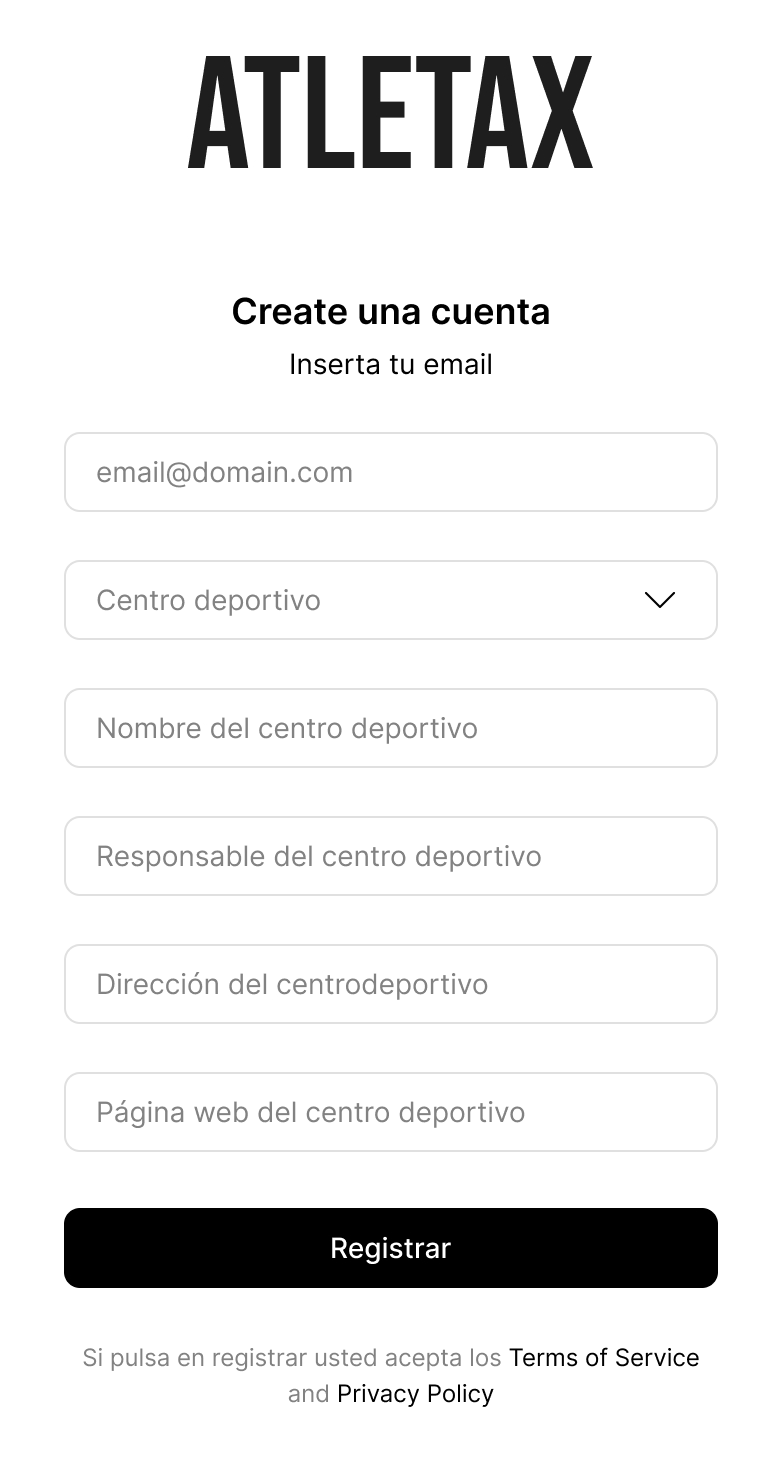 ATLETAX
Create una cuenta
Inserta tu email
email@domain.com
Centro deportivo
Nombre del centro deportivo
Responsable del centro deportivo
Dirección del centrodeportivo
Página web del centro deportivo
Registrar
Si pulsa en registrar usted acepta los Terms of Service
and Privacy Policy